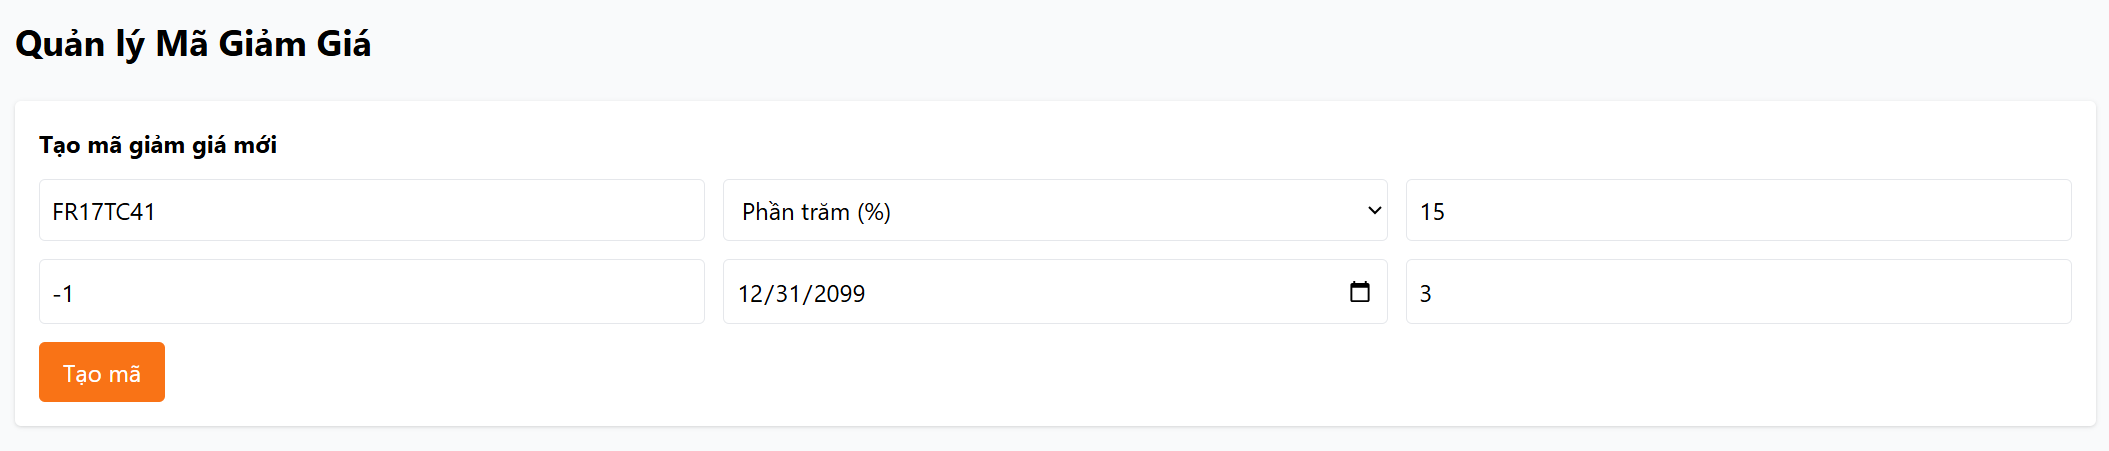 Quản lý Mã Giảm Giá
Tạo mã giảm giá mới
FR17TC41 Phần trăm (%) 15
-1 12/31/2099 3
Tạo mã